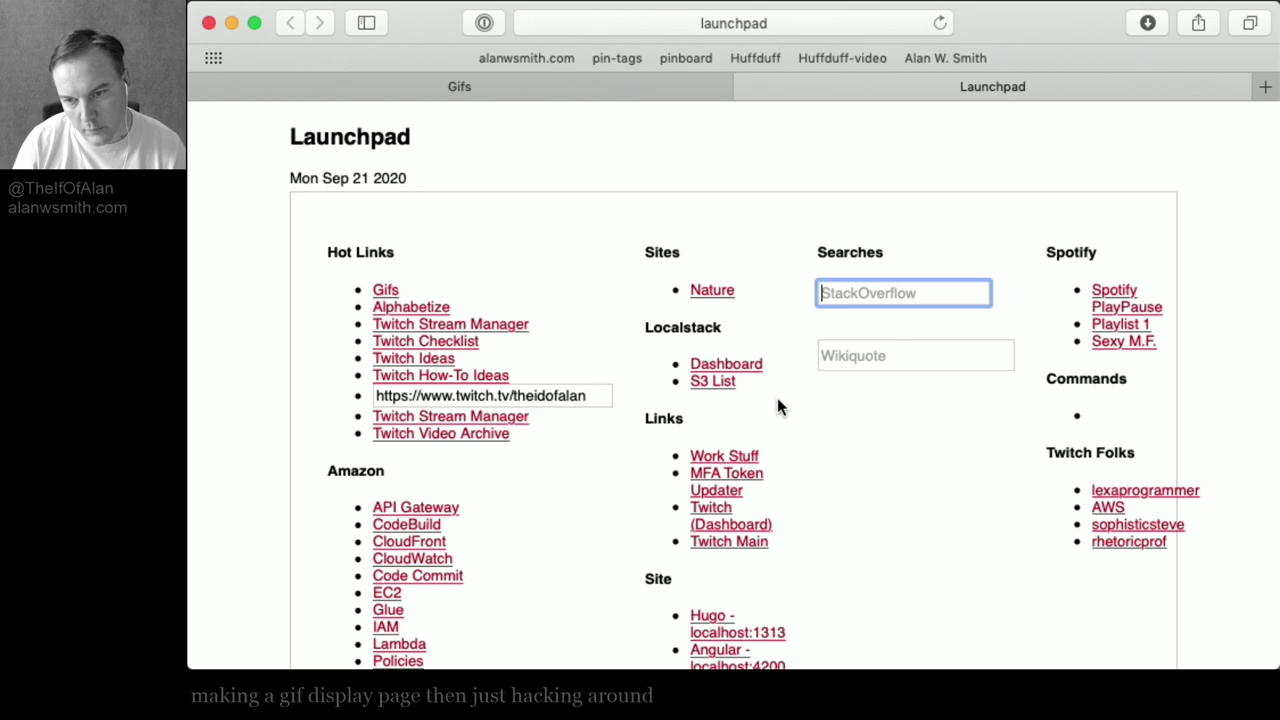 launchpad
alanwsmith.com pin-tags pinboard Huffduff Huffduff-video Alan W. Smith
Gifs
Launchpad
@TheIfOfAlan
alanwsmith.com
Launchpad
Mon Sep 21 2020
Hot Links
Gifs
Alphabetize
Twitch Stream Manager
Twitch Checklist
Twitch Ideas
Twitch How-To Ideas
https://www.twitch.tv/theidofalan
Twitch Stream Manager
Twitch Video Archive
Amazon
API Gateway
CodeBuild
CloudFront
CloudWatch
Code Commit
EC2
Glue
IAM
Lambda
Policies
Sites
Nature
Localstack
Dashboard
S3 List
Links
Work Stuff
MFA Token
Updater
Twitch
(Dashboard)
Twitch Main
Site
Hugo -
localhost:1313
Angular -
localhost:4200
Searches
StackOverflow
Wikiquote
Spotify
Spotify
PlayPause
Playlist 1
Sexy M.F.
Commands
Twitch Folks
lexaprogrammer
AWS
sophisticsteve
rhetoricprof
making a gif display page then just hacking around